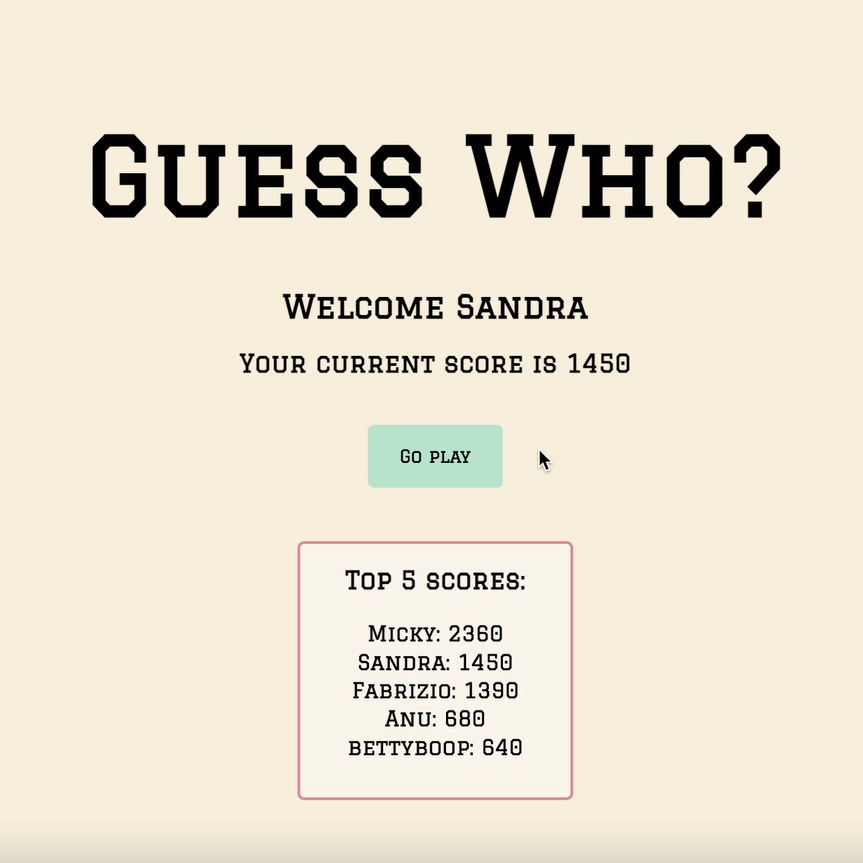 Guess Who?
Welcome Sandra
Your current score is 1450
Go play
Top 5 scores:
Micky: 2360
Sandra: 1450
Fabrizio: 1390
Anu: 680
bettyboop: 640